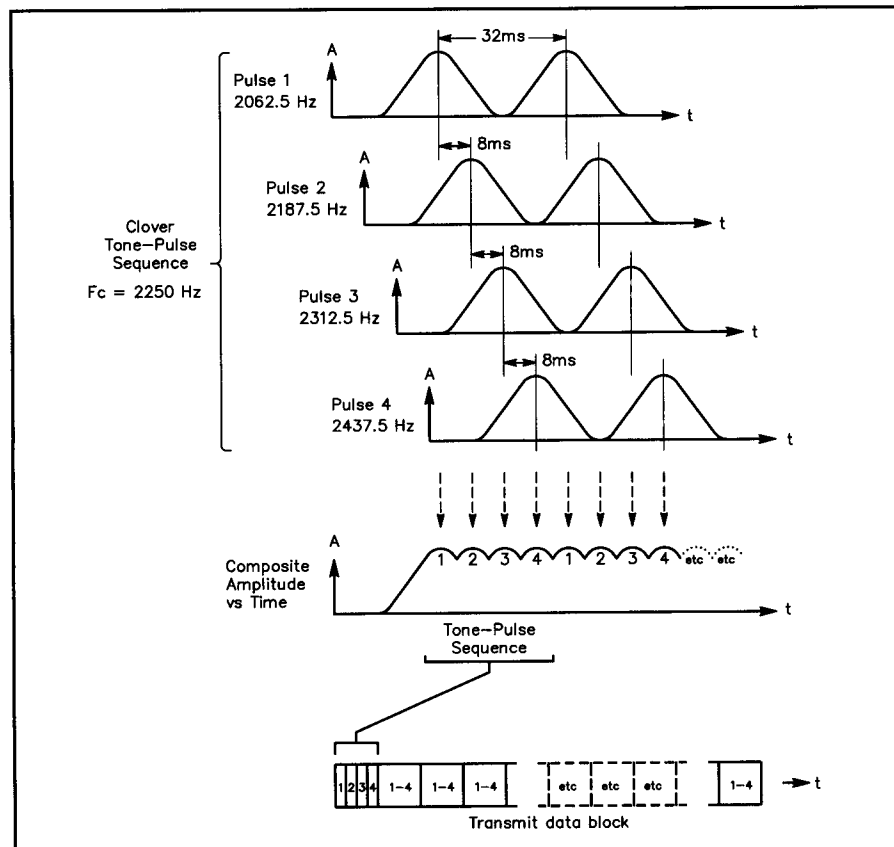 32ms
A
Pulse 1
2062.5 Hz
t
8ms
A
Pulse 2
2187.5 Hz
t
Clover
Tone-Pulse
Sequence
Fc = 2250 Hz
8ms
A
Pulse 3
2312.5 Hz
t
8ms
A
Pulse 4
2437.5 Hz
t
A
Composite
Amplitude
vs Time
1 2 3 4 1 2 3 4 etc etc
t
Tone-Pulse
Sequence
1 2 3 4 1-4 1-4 1-4 etc etc etc 1-4 t
Transmit data block